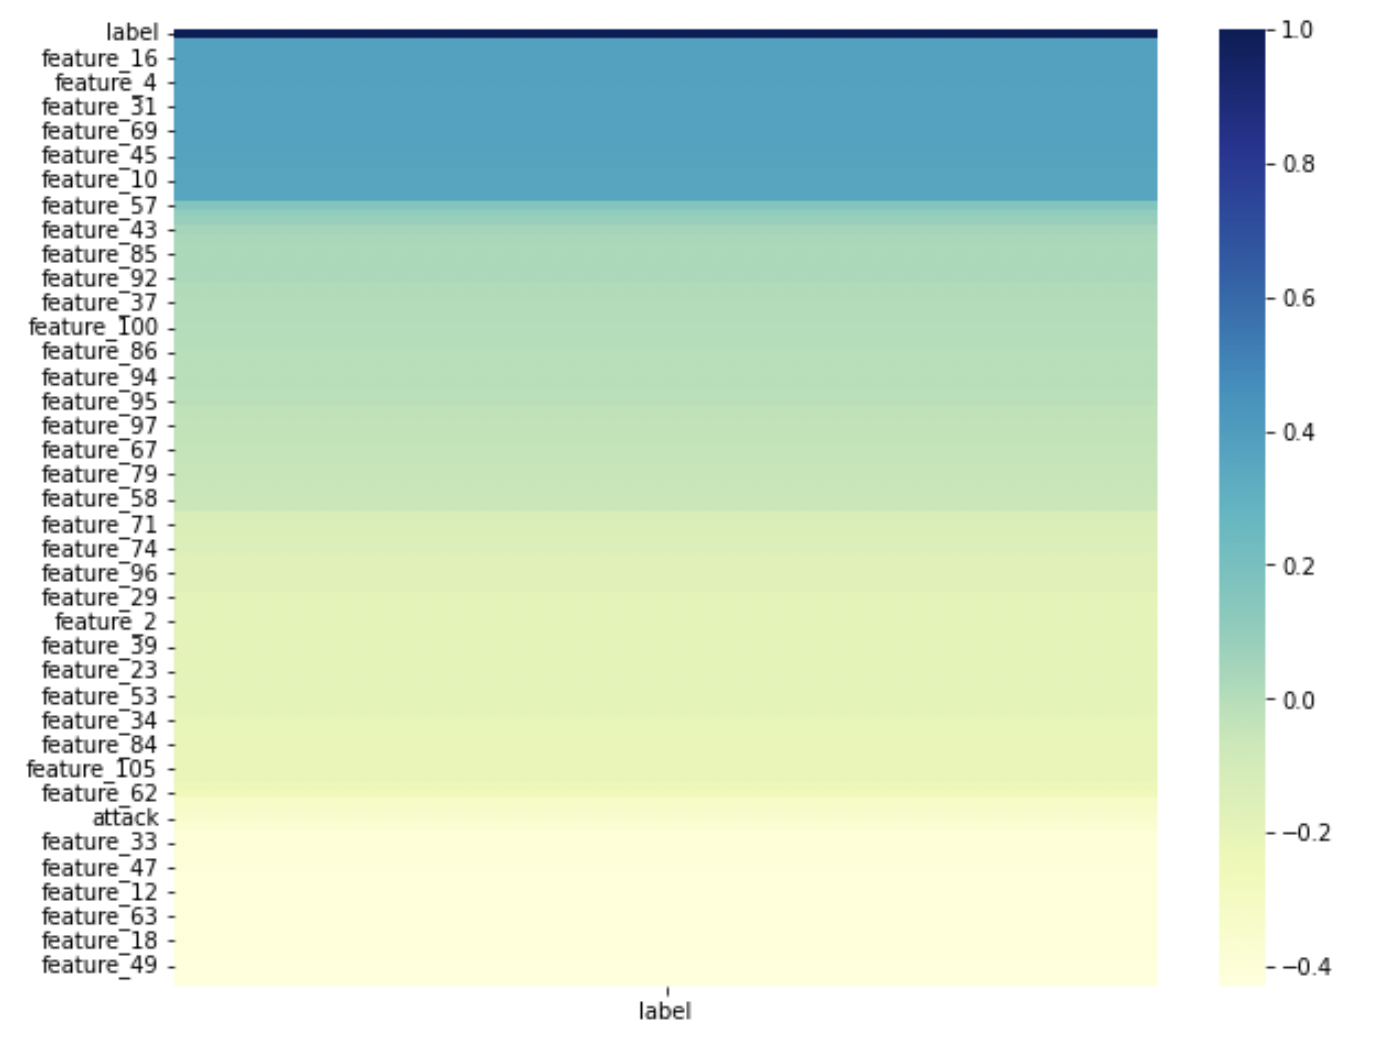 label
feature_16
feature_4
feature_31
feature_69
feature_45
feature_10
feature_57
feature_43
feature_85
feature_92
feature_37
feature_100
feature_86
feature_94
feature_95
feature_97
feature_67
feature_79
feature_58
feature_71
feature_74
feature_96
feature_29
feature_2
feature_39
feature_23
feature_53
feature_34
feature_84
feature_105
feature_62
attack
feature_33
feature_47
feature_12
feature_63
feature_18
feature_49
label
1.0
0.8
0.6
0.4
0.2
0.0
−0.2
−0.4